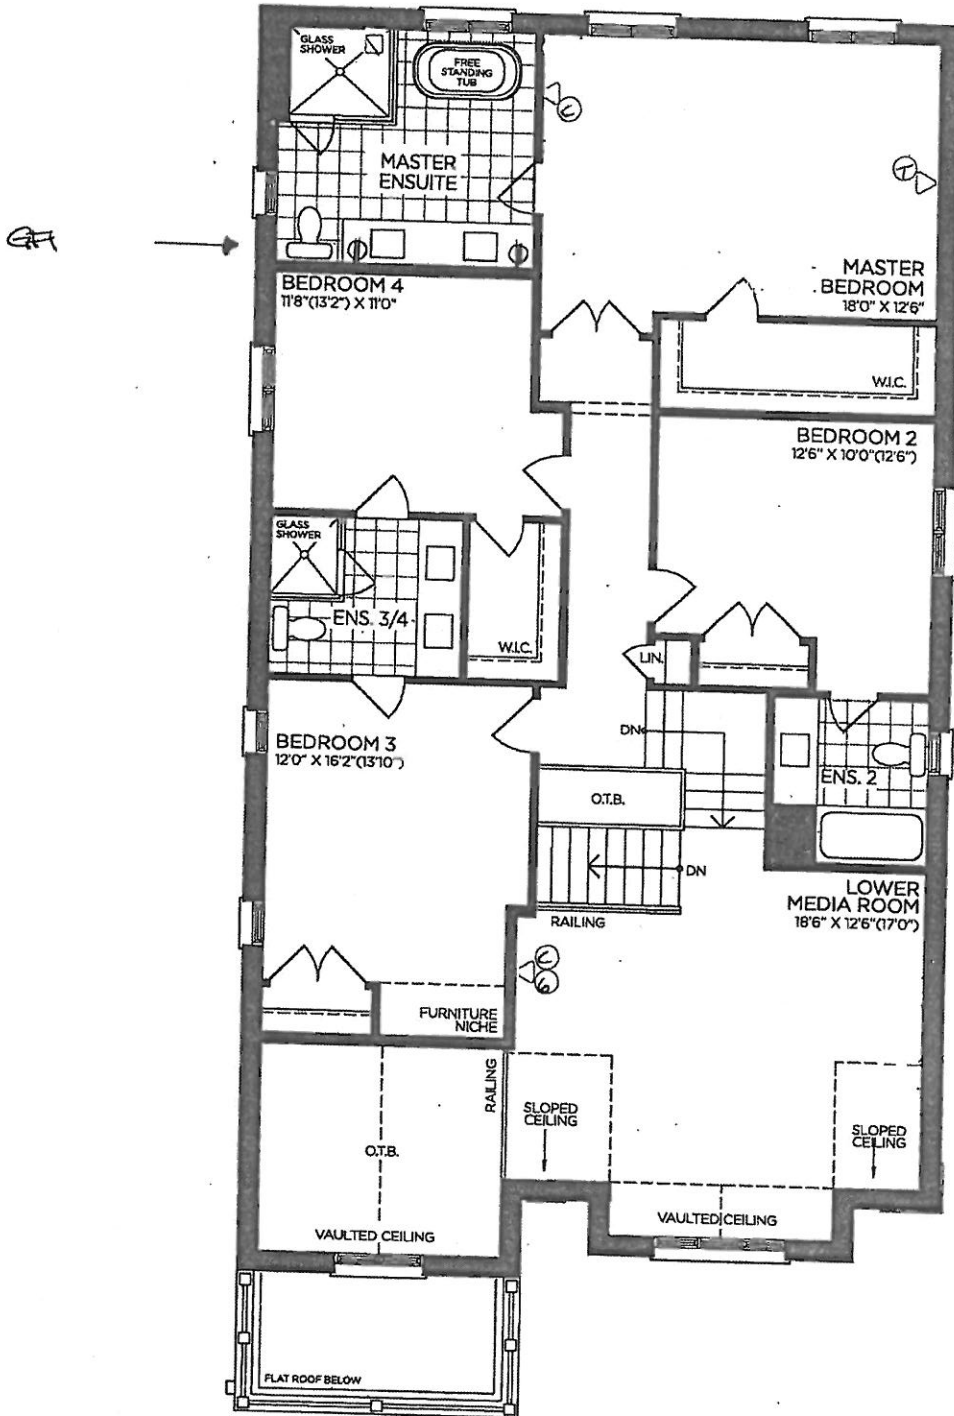 GLASS
SHOWER
FREE
STANDING
TUB
MASTER
ENSUITE
C
T
MASTER
BEDROOM
18'0" X 12'6"
BEDROOM 4
11'8"(13'2") X 11'0"
W.I.C.
BEDROOM 2
12'6" X 10'0"(12'6")
GLASS
SHOWER
ENS. 3/4
W.I.C.
LIN.
BEDROOM 3
12'0" X 16'2"(13'10")
DN
ENS. 2
O.T.B.
DN
RAILING
LOWER
MEDIA ROOM
18'6" X 12'6"(17'0")
C
6
FURNITURE
NICHE
RAILING
SLOPED
CEILING
SLOPED
CEILING
O.T.B.
VAULTED CEILING
VAULTED CEILING
FLAT ROOF BELOW